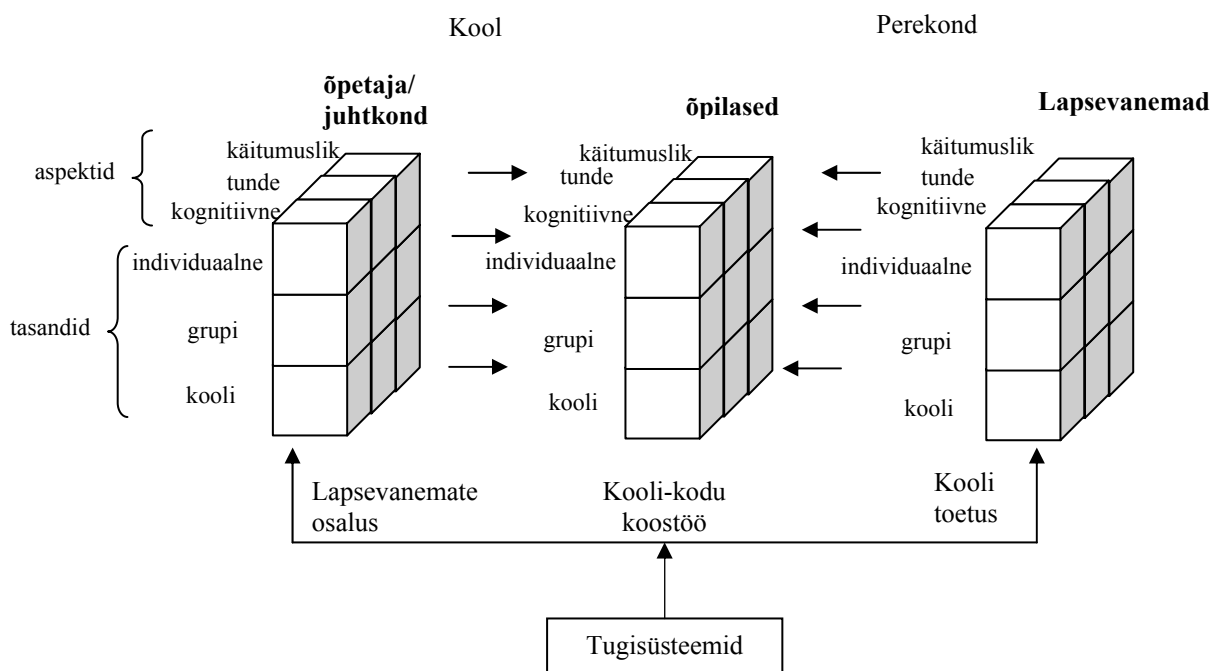 Kool
Perekond
õpetaja/
juhtkond
õpilased
Lapsevanemad
aspektid
käitumuslik
tunde
kognitiivne
käitumuslik
tunde
kognitiivne
käitumuslik
tunde
kognitiivne
tasandid
individuaalne
grupi
kooli
individuaalne
grupi
kooli
individuaalne
grupi
kooli
Lapsevanemate
osalus
Kooli-kodu
koostöö
Kooli
toetus
Tugisüsteemid